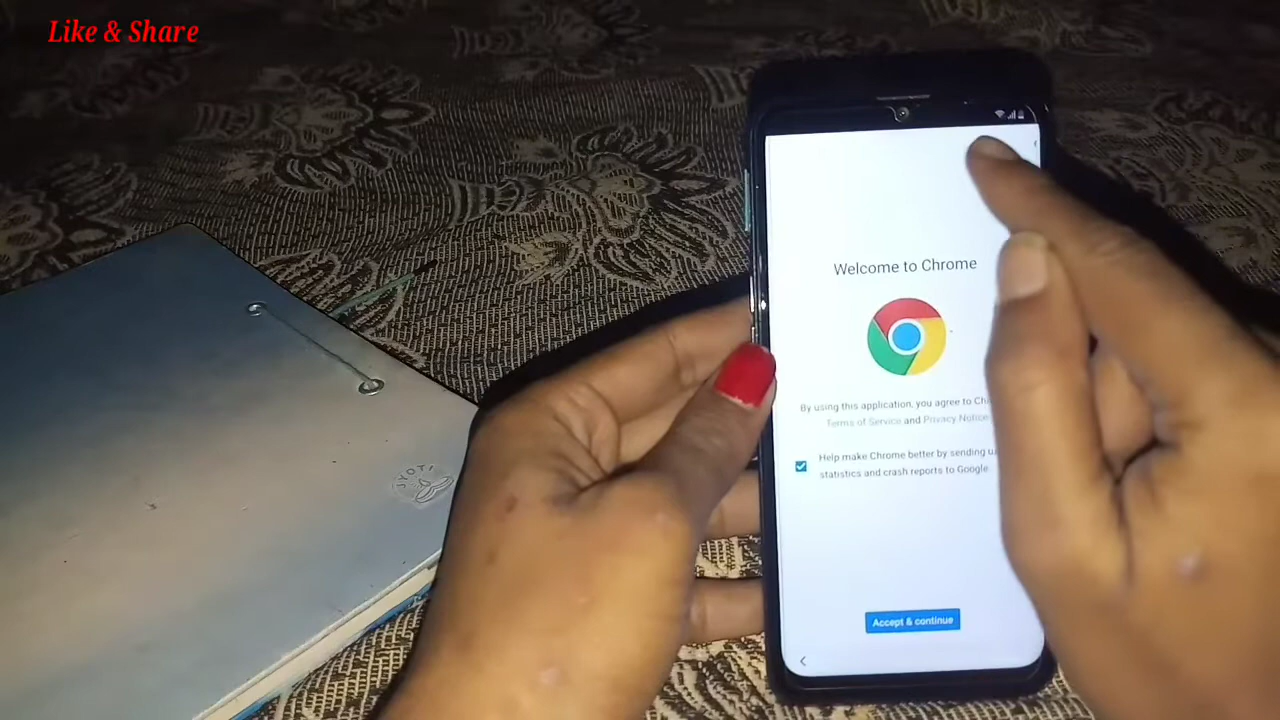 Like & Share
Welcome to Chrome
By using this application, you agree to
Terms of Service and Privacy Notice
Help make Chrome better by sending
statistics and crash reports to Google.
Accept & continue
JYOTI